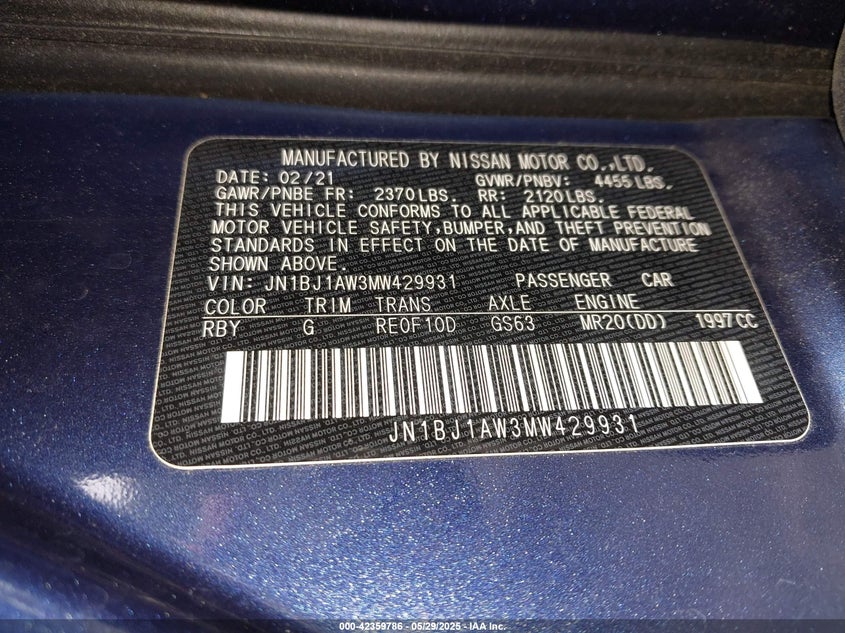 MANUFACTURED BY NISSAN MOTOR CO.,LTD.
DATE: 02/21 GVWR/PNBV: 4455 LBS.
GAWR/PNBE FR: 2370 LBS. RR: 2120 LBS.
THIS VEHICLE CONFORMS TO ALL APPLICABLE FEDERAL
MOTOR VEHICLE SAFETY,BUMPER,AND THEFT PREVENTION
STANDARDS IN EFFECT ON THE DATE OF MANUFACTURE
SHOWN ABOVE.
VIN: JN1BJ1AW3MW429931 PASSENGER CAR
COLOR TRIM TRANS AXLE ENGINE
RBY G RE0F10D GS63 MR20(DD) 1997CC
JN1BJ1AW3MW429931
000-42359786 - 05/29/2025 - IAA Inc.